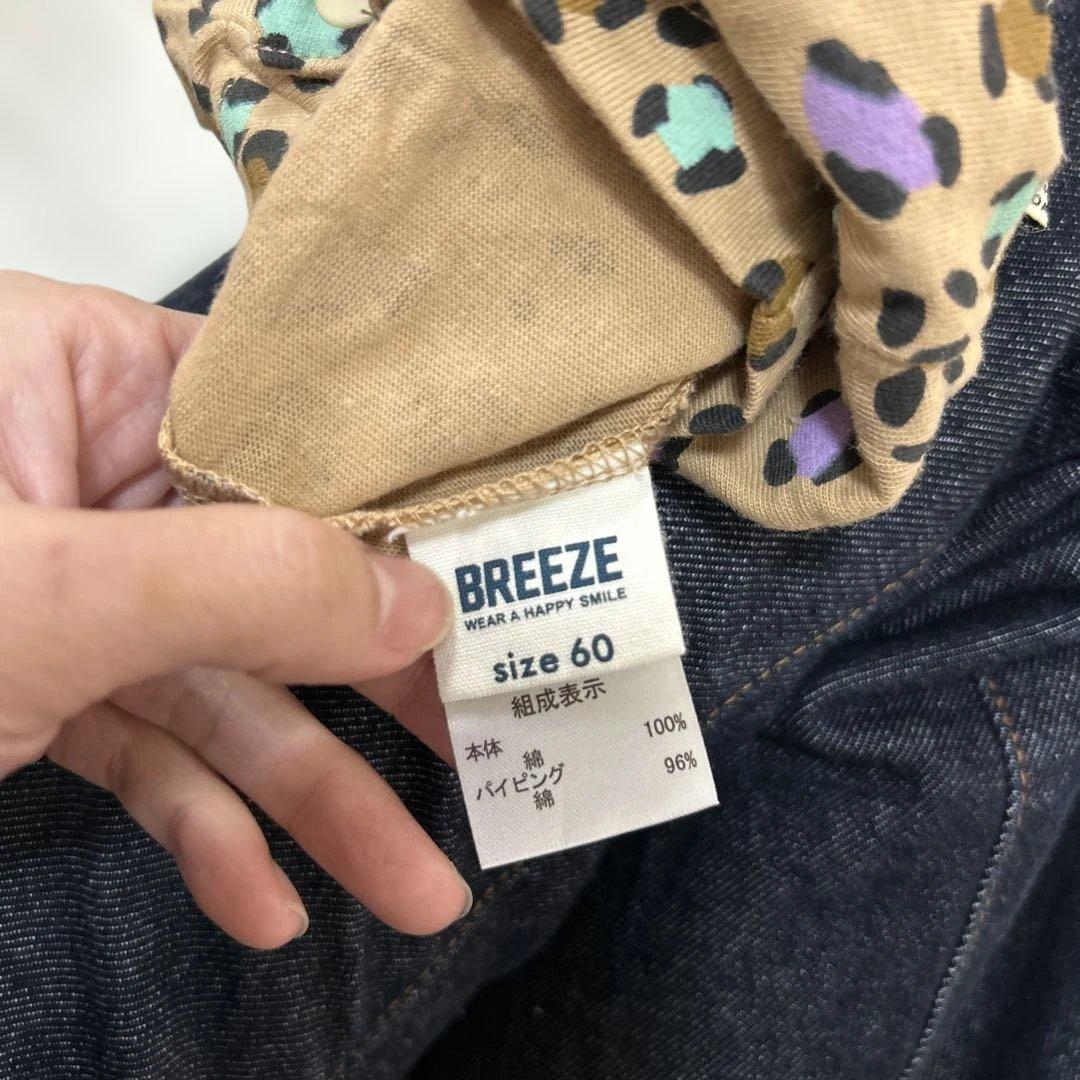 BREEZE
WEAR A HAPPY SMILE
size 60
組成表示
本体 綿 100%
パイピング
綿 96%